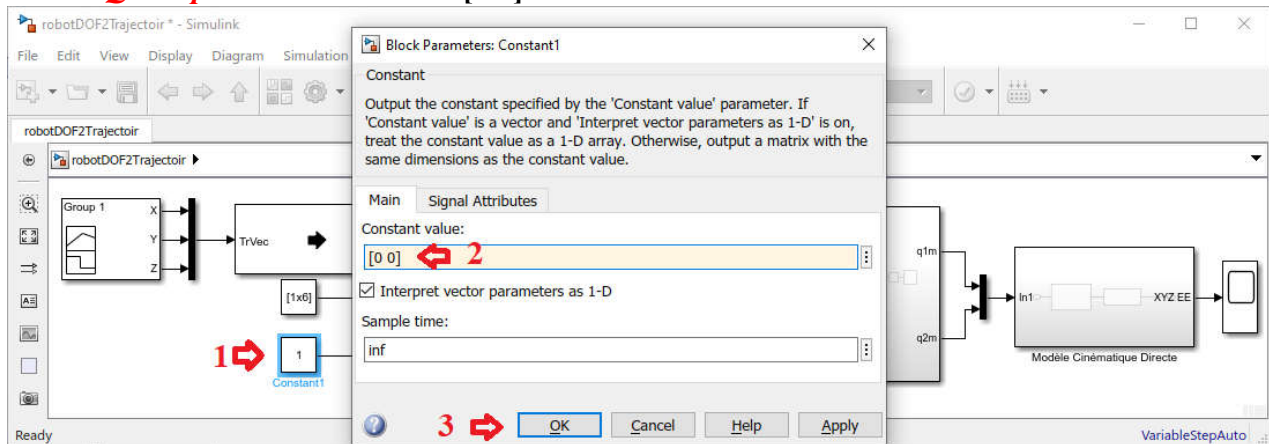 robotDOF2Trajectoir * - Simulink
File Edit View Display Diagram Simulation
robotDOF2Trajectoir
robotDOF2Trajectoir
Group 1
X
Y
Z
TrVec
[1x6]
1
1
Constant1
Block Parameters: Constant1
Constant
Output the constant specified by the 'Constant value' parameter. If
'Constant value' is a vector and 'Interpret vector parameters as 1-D' is on,
treat the constant value as a 1-D array. Otherwise, output a matrix with the
same dimensions as the constant value.
Main Signal Attributes
Constant value:
[0 0] 2
Interpret vector parameters as 1-D
Sample time:
inf
3 OK Cancel Help Apply
q1m
q2m
In1
XYZ EE
Modèle Cinématique Directe
Ready
VariableStepAuto